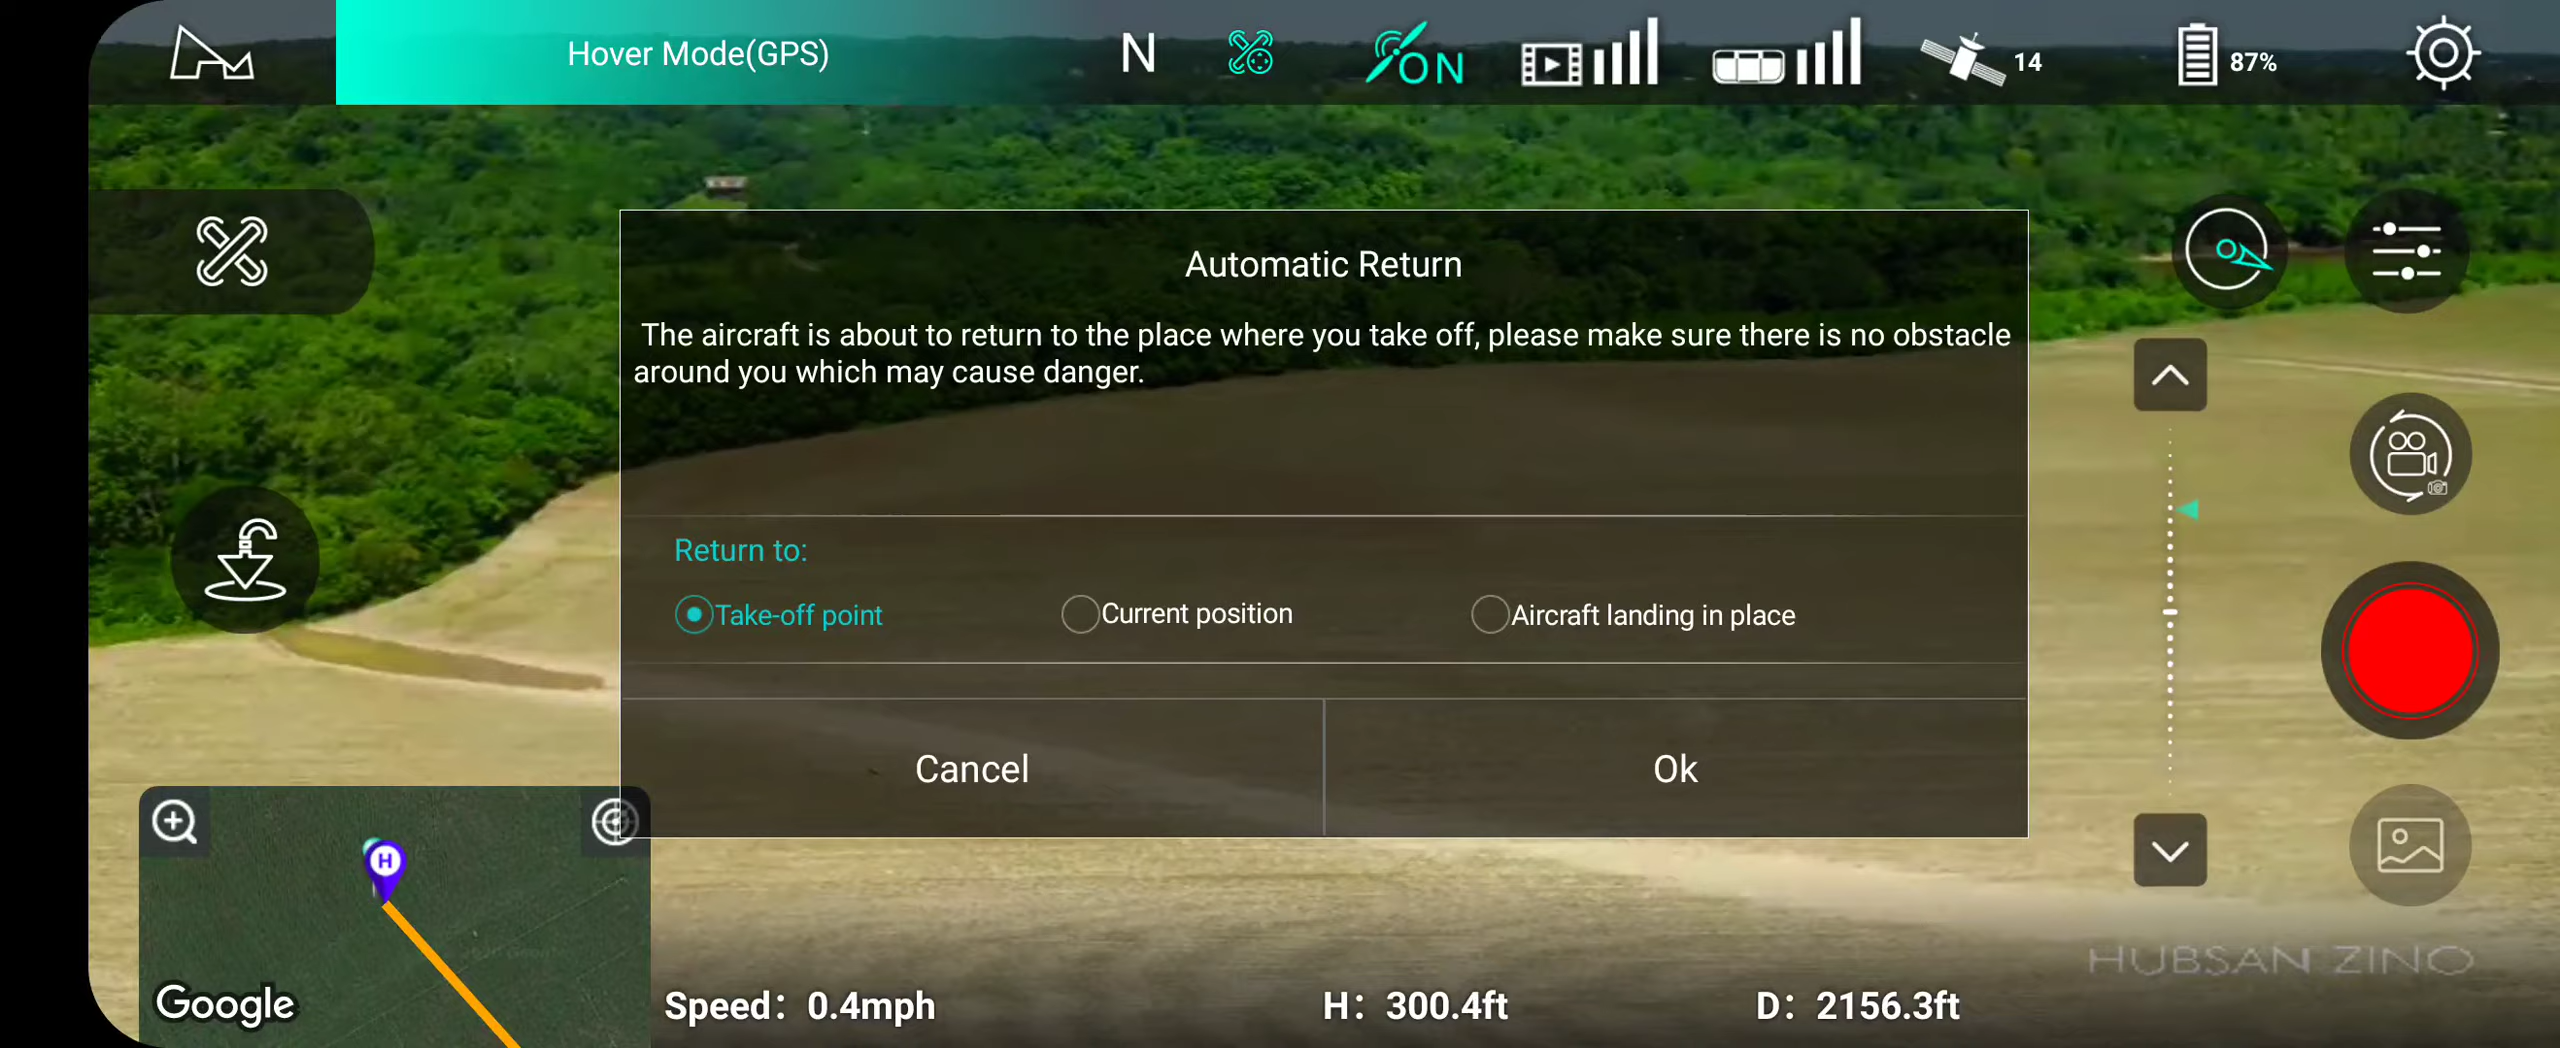 Hover Mode(GPS)
N
ON
14
87%
Automatic Return
The aircraft is about to return to the place where you take off, please make sure there is no obstacle
around you which may cause danger.
Return to:
Take-off point
Current position
Aircraft landing in place
Cancel
Ok
H
Google
HUBSAN ZINO
Speed: 0.4mph
H: 300.4ft
D: 2156.3ft